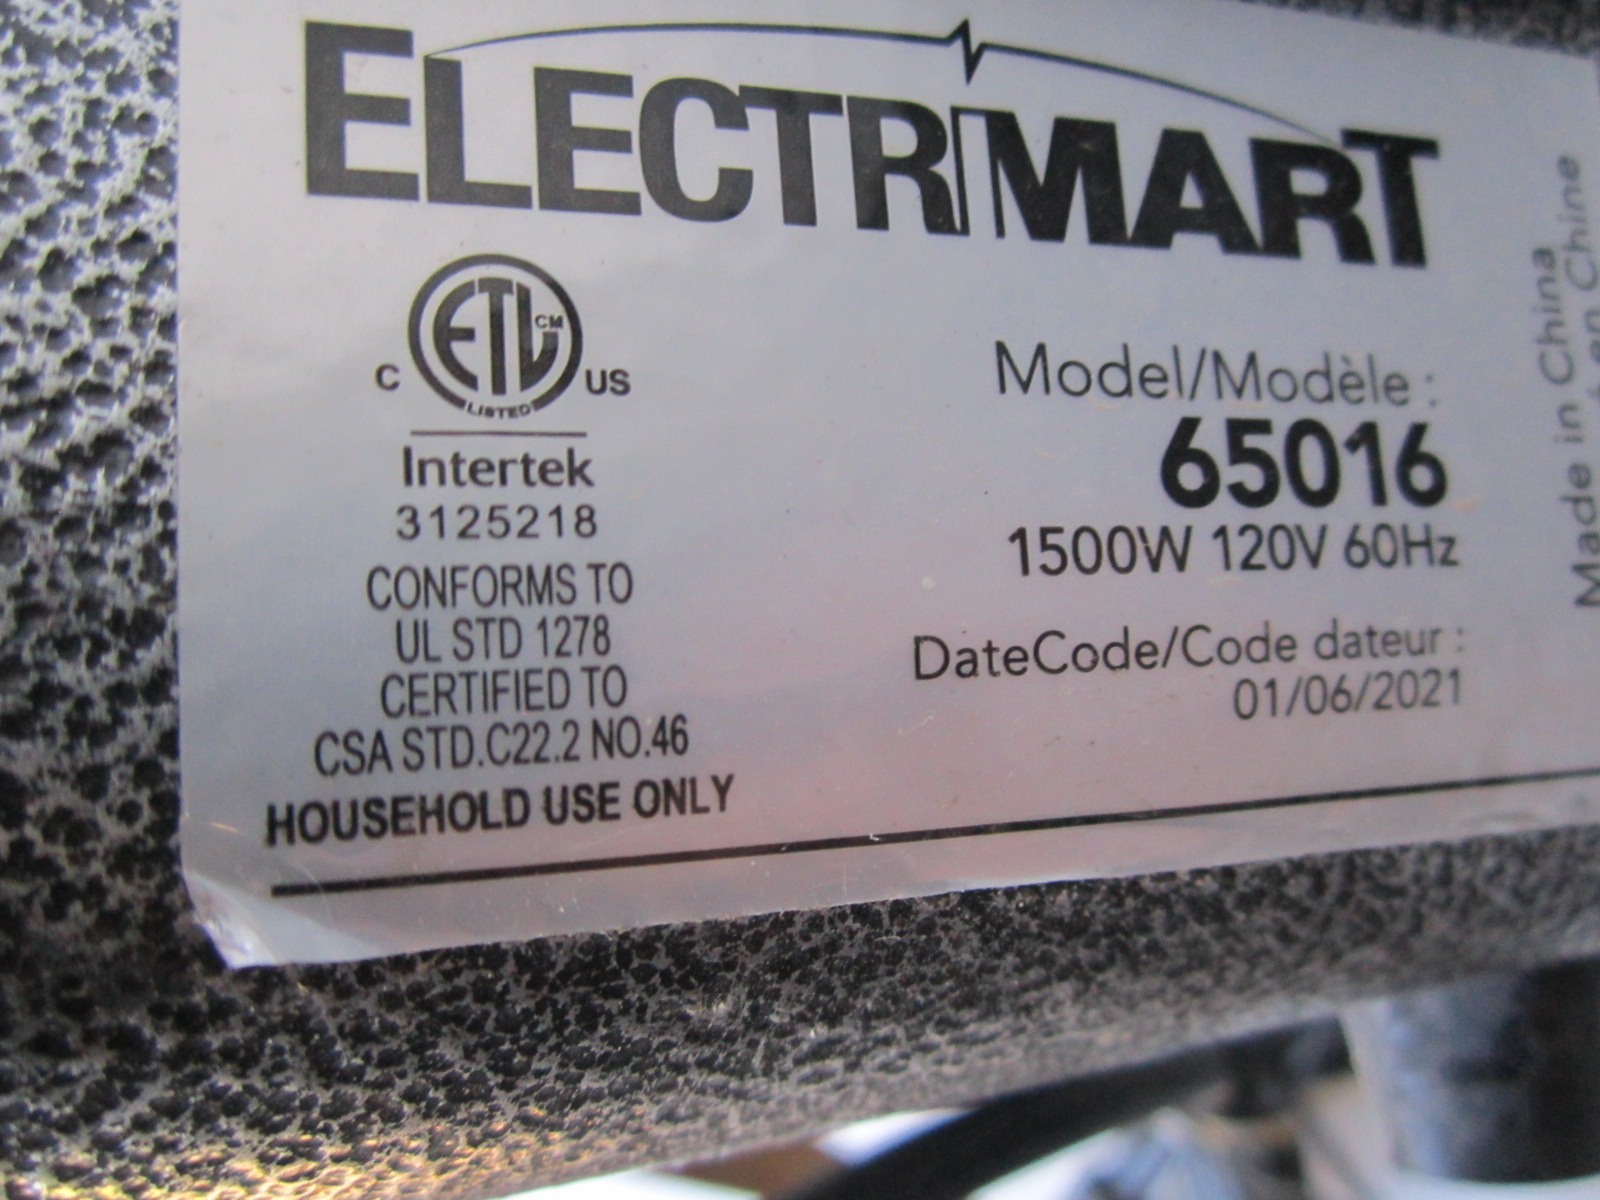 ELECTRIMART
ETL CM
C US
LISTED
Intertek
3125218
CONFORMS TO
UL STD 1278
CERTIFIED TO
CSA STD.C22.2 NO.46
HOUSEHOLD USE ONLY
Model/Modèle :
65016
1500W 120V 60Hz
DateCode/Code dateur :
01/06/2021
Made in China
en Chine